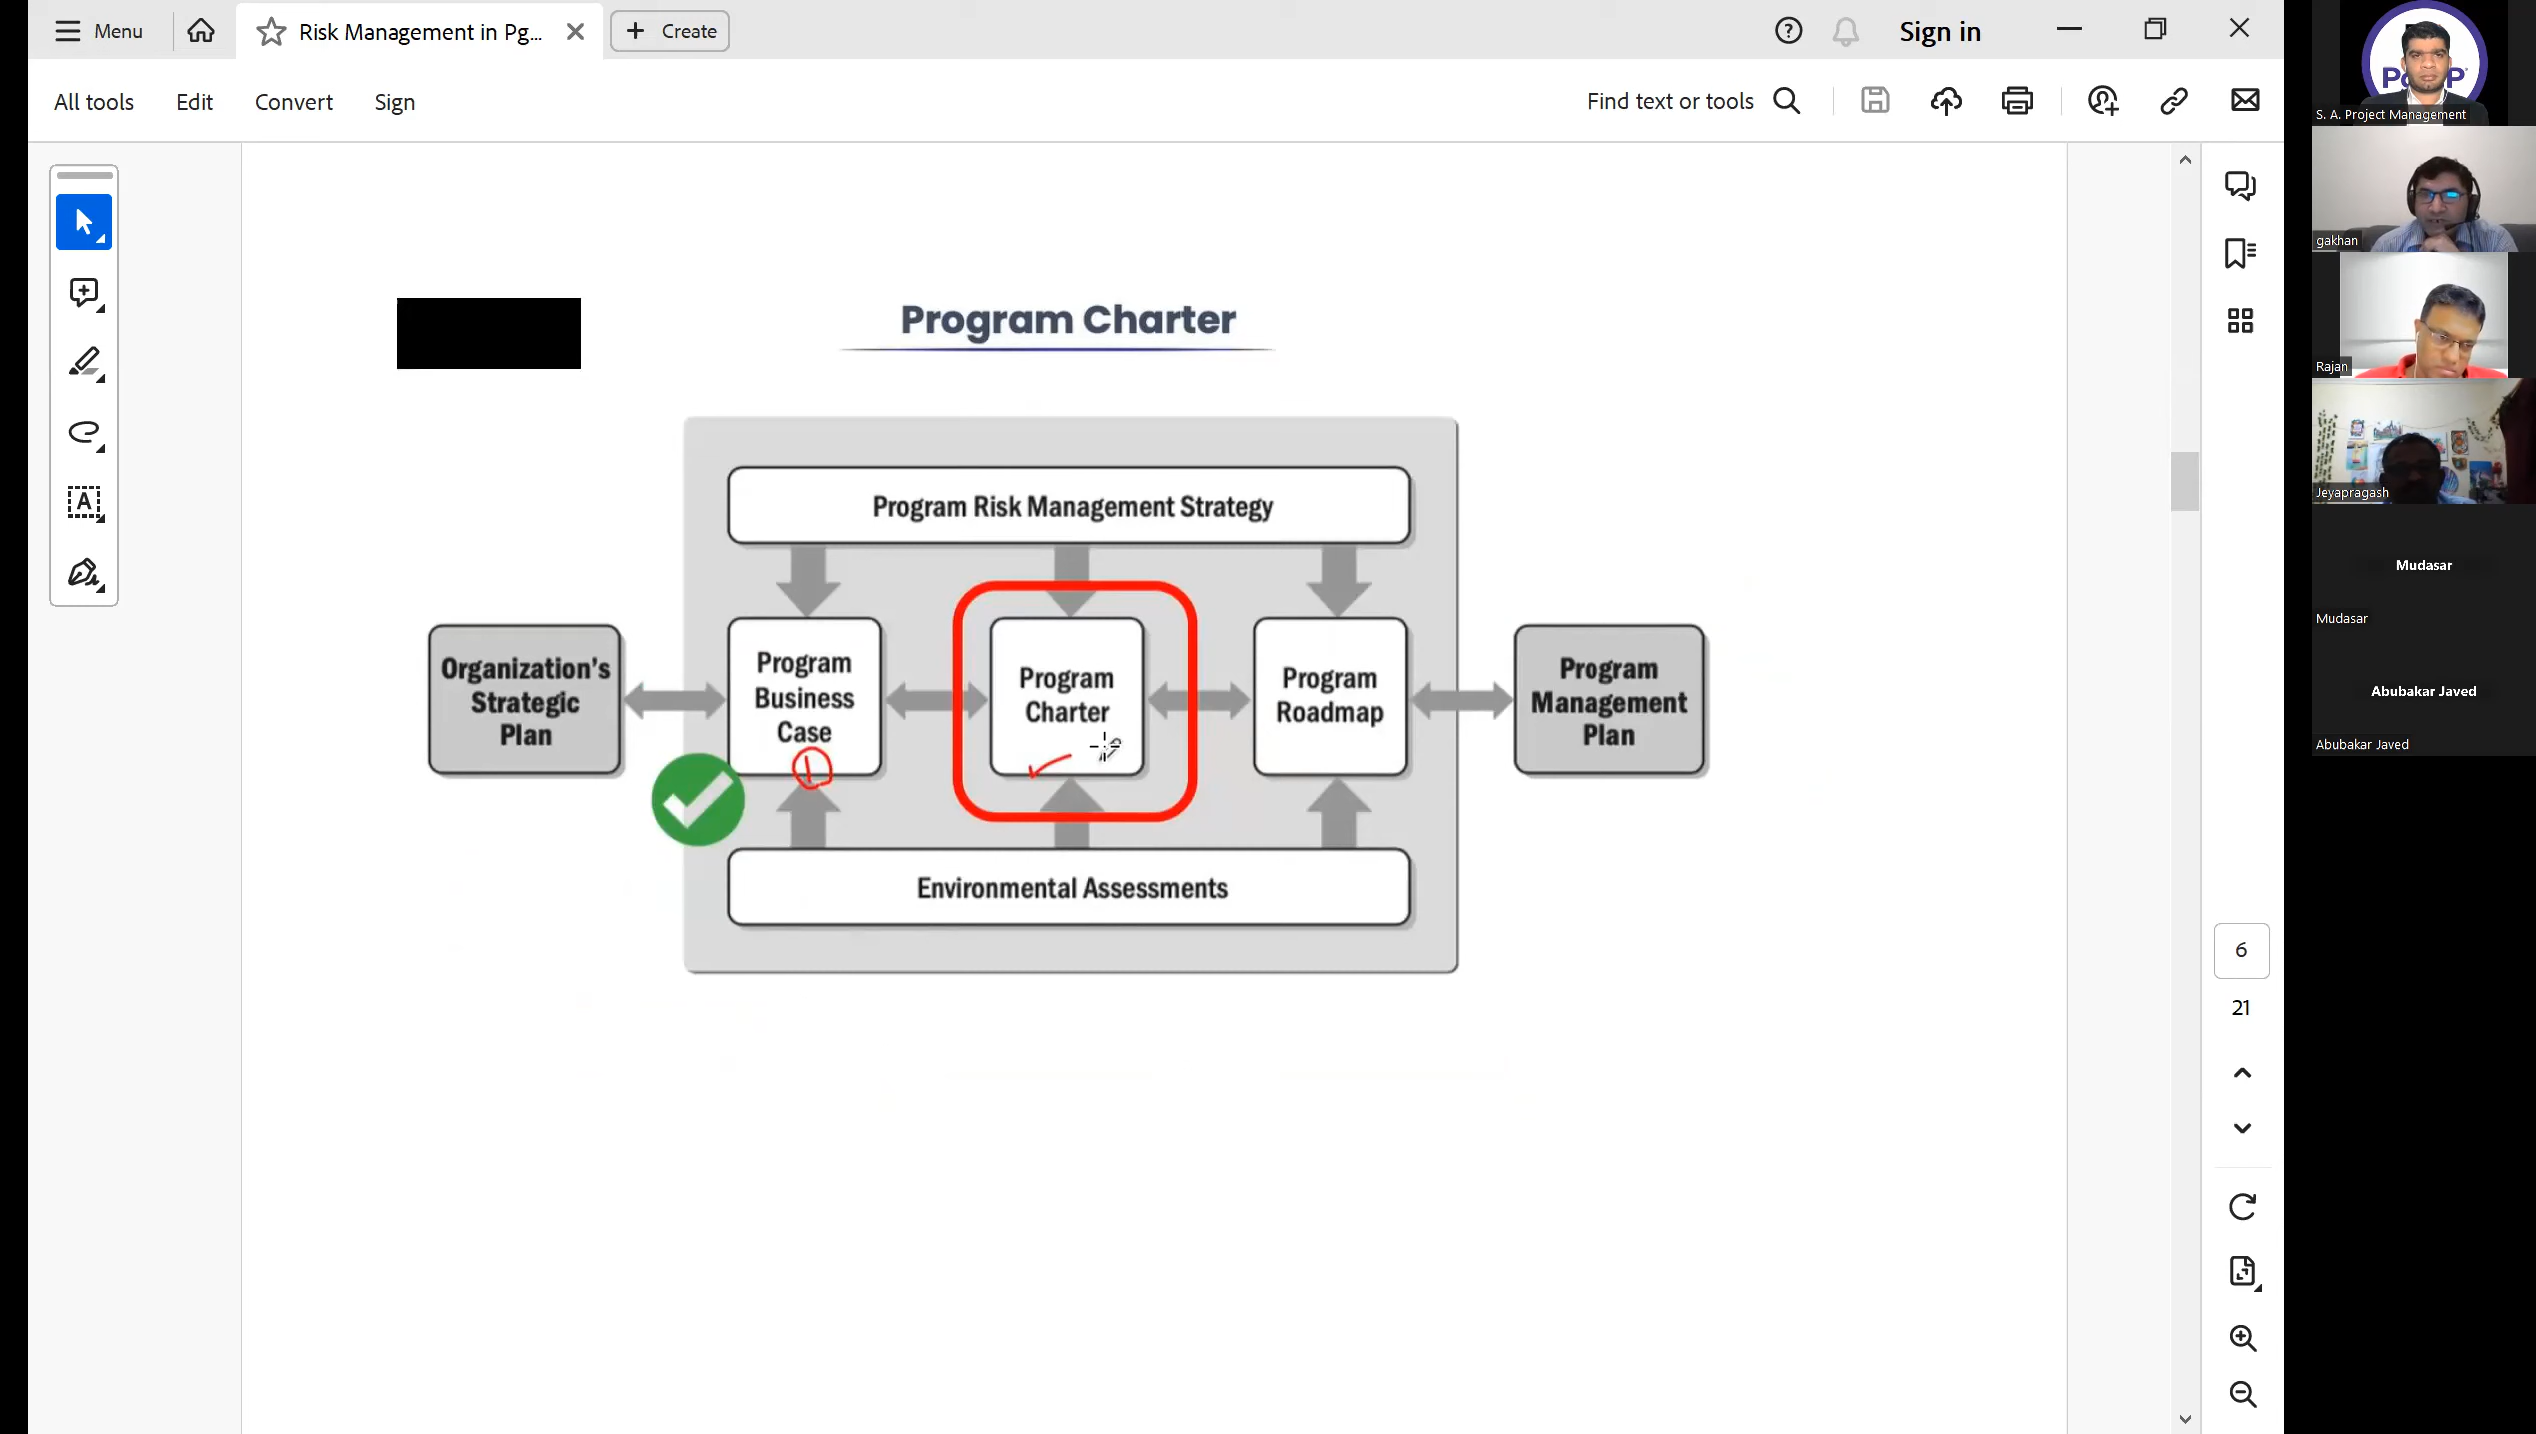 Menu
Risk Management in Pg...
Create
Sign in
All tools
Edit
Convert
Sign
Find text or tools
Program Charter
Program Risk Management Strategy
Organization's
Strategic
Plan
Program
Business
Case
1
Program
Charter
Program
Roadmap
Program
Management
Plan
Environmental Assessments
6
21
S. A. Project Management
gakhan
Rajan
Jeyapragash
Mudasar
Mudasar
Abubakar Javed
Abubakar Javed